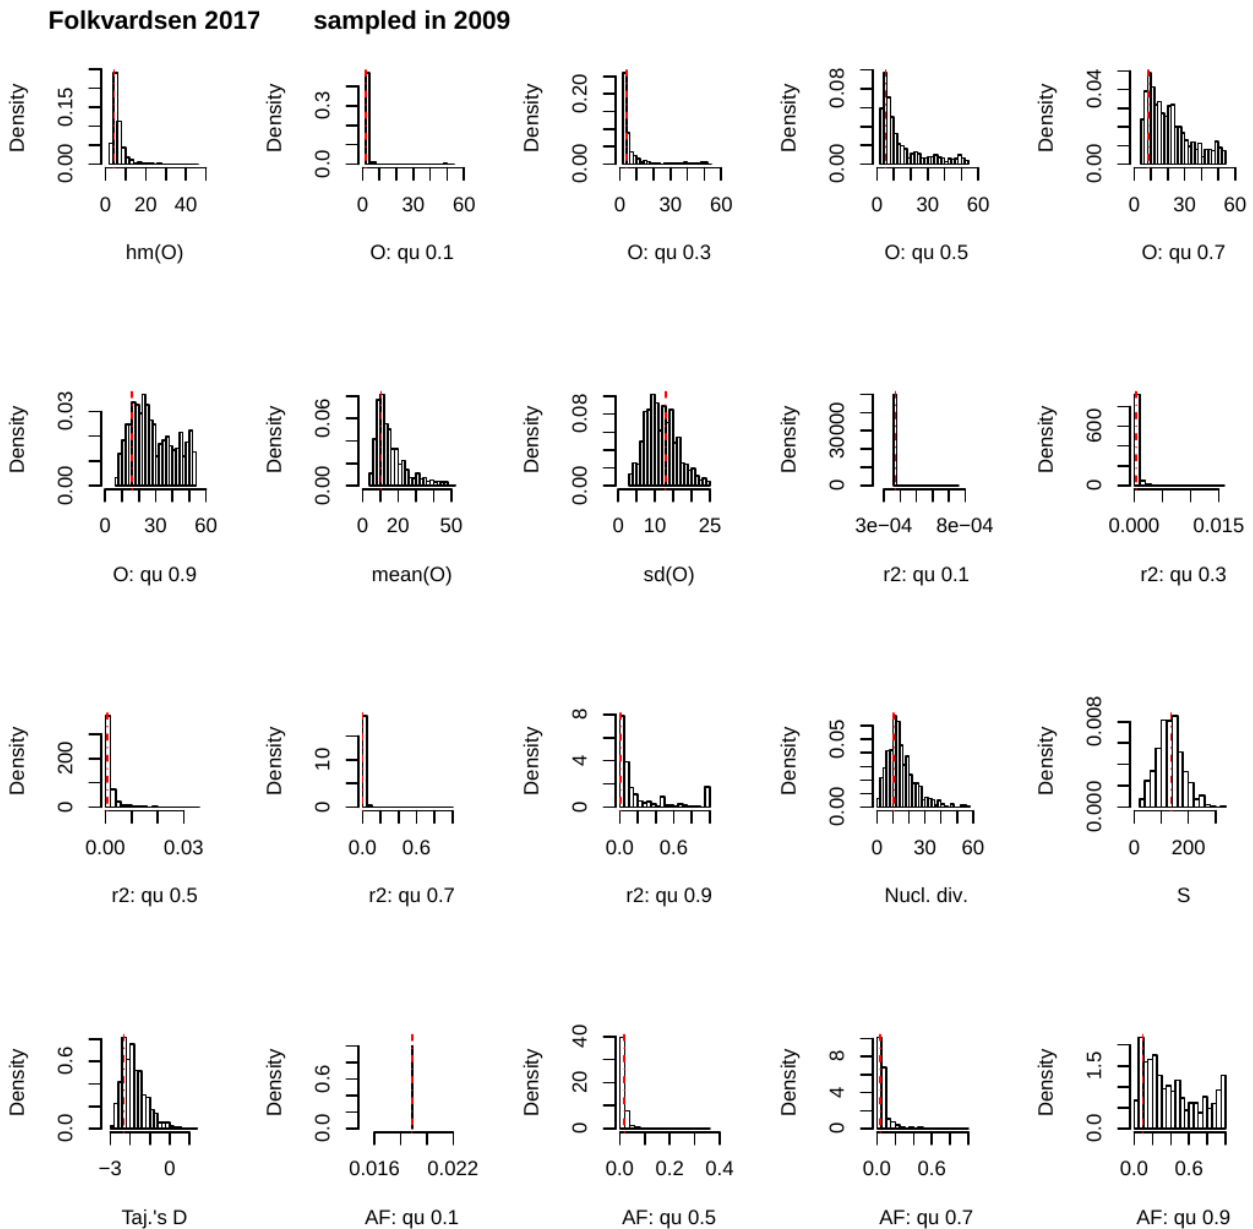 Folkvardsen 2017 sampled in 2009
Density
0.00 0.15
0 20 40
hm(O)
Density
0.0 0.3
0 30 60
O: qu 0.1
Density
0.00 0.20
0 30 60
O: qu 0.3
Density
0.00 0.08
0 30 60
O: qu 0.5
Density
0.00 0.04
0 30 60
O: qu 0.7
Density
0.00 0.03
0 30 60
O: qu 0.9
Density
0.00 0.06
0 20 50
mean(O)
Density
0.00 0.08
0 10 25
sd(O)
Density
0 30000
3e−04 8e−04
r2: qu 0.1
Density
0 600
0.000 0.015
r2: qu 0.3
Density
0 200
0.00 0.03
r2: qu 0.5
Density
0 10
0.0 0.6
r2: qu 0.7
Density
0 4 8
0.0 0.6
r2: qu 0.9
Density
0.00 0.05
0 30 60
Nucl. div.
Density
0.000 0.008
0 200
S
Density
0.0 0.6
−3 0
Taj.'s D
Density
0.0 0.6
0.016 0.022
AF: qu 0.1
Density
0 20 40
0.0 0.2 0.4
AF: qu 0.5
Density
0 4 8
0.0 0.6
AF: qu 0.7
Density
0.0 1.5
0.0 0.6
AF: qu 0.9